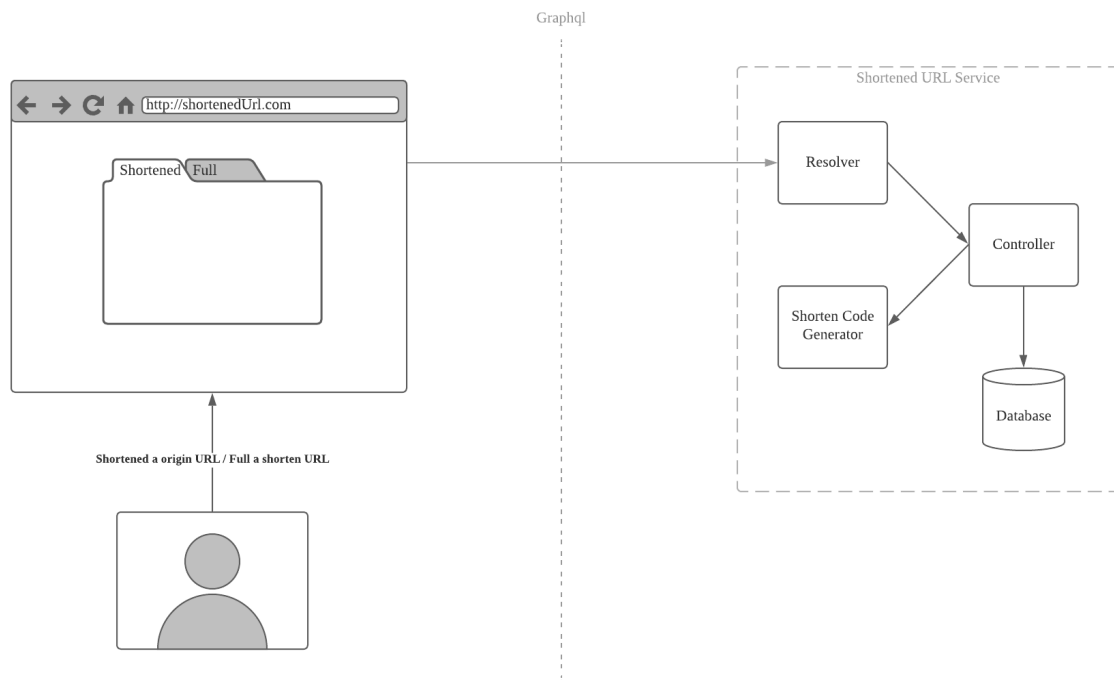 Graphql
Shortened URL Service
http://shortenedUrl.com
Shortened
Full
Resolver
Controller
Shorten Code
Generator
Database
Shortened a origin URL / Full a shorten URL